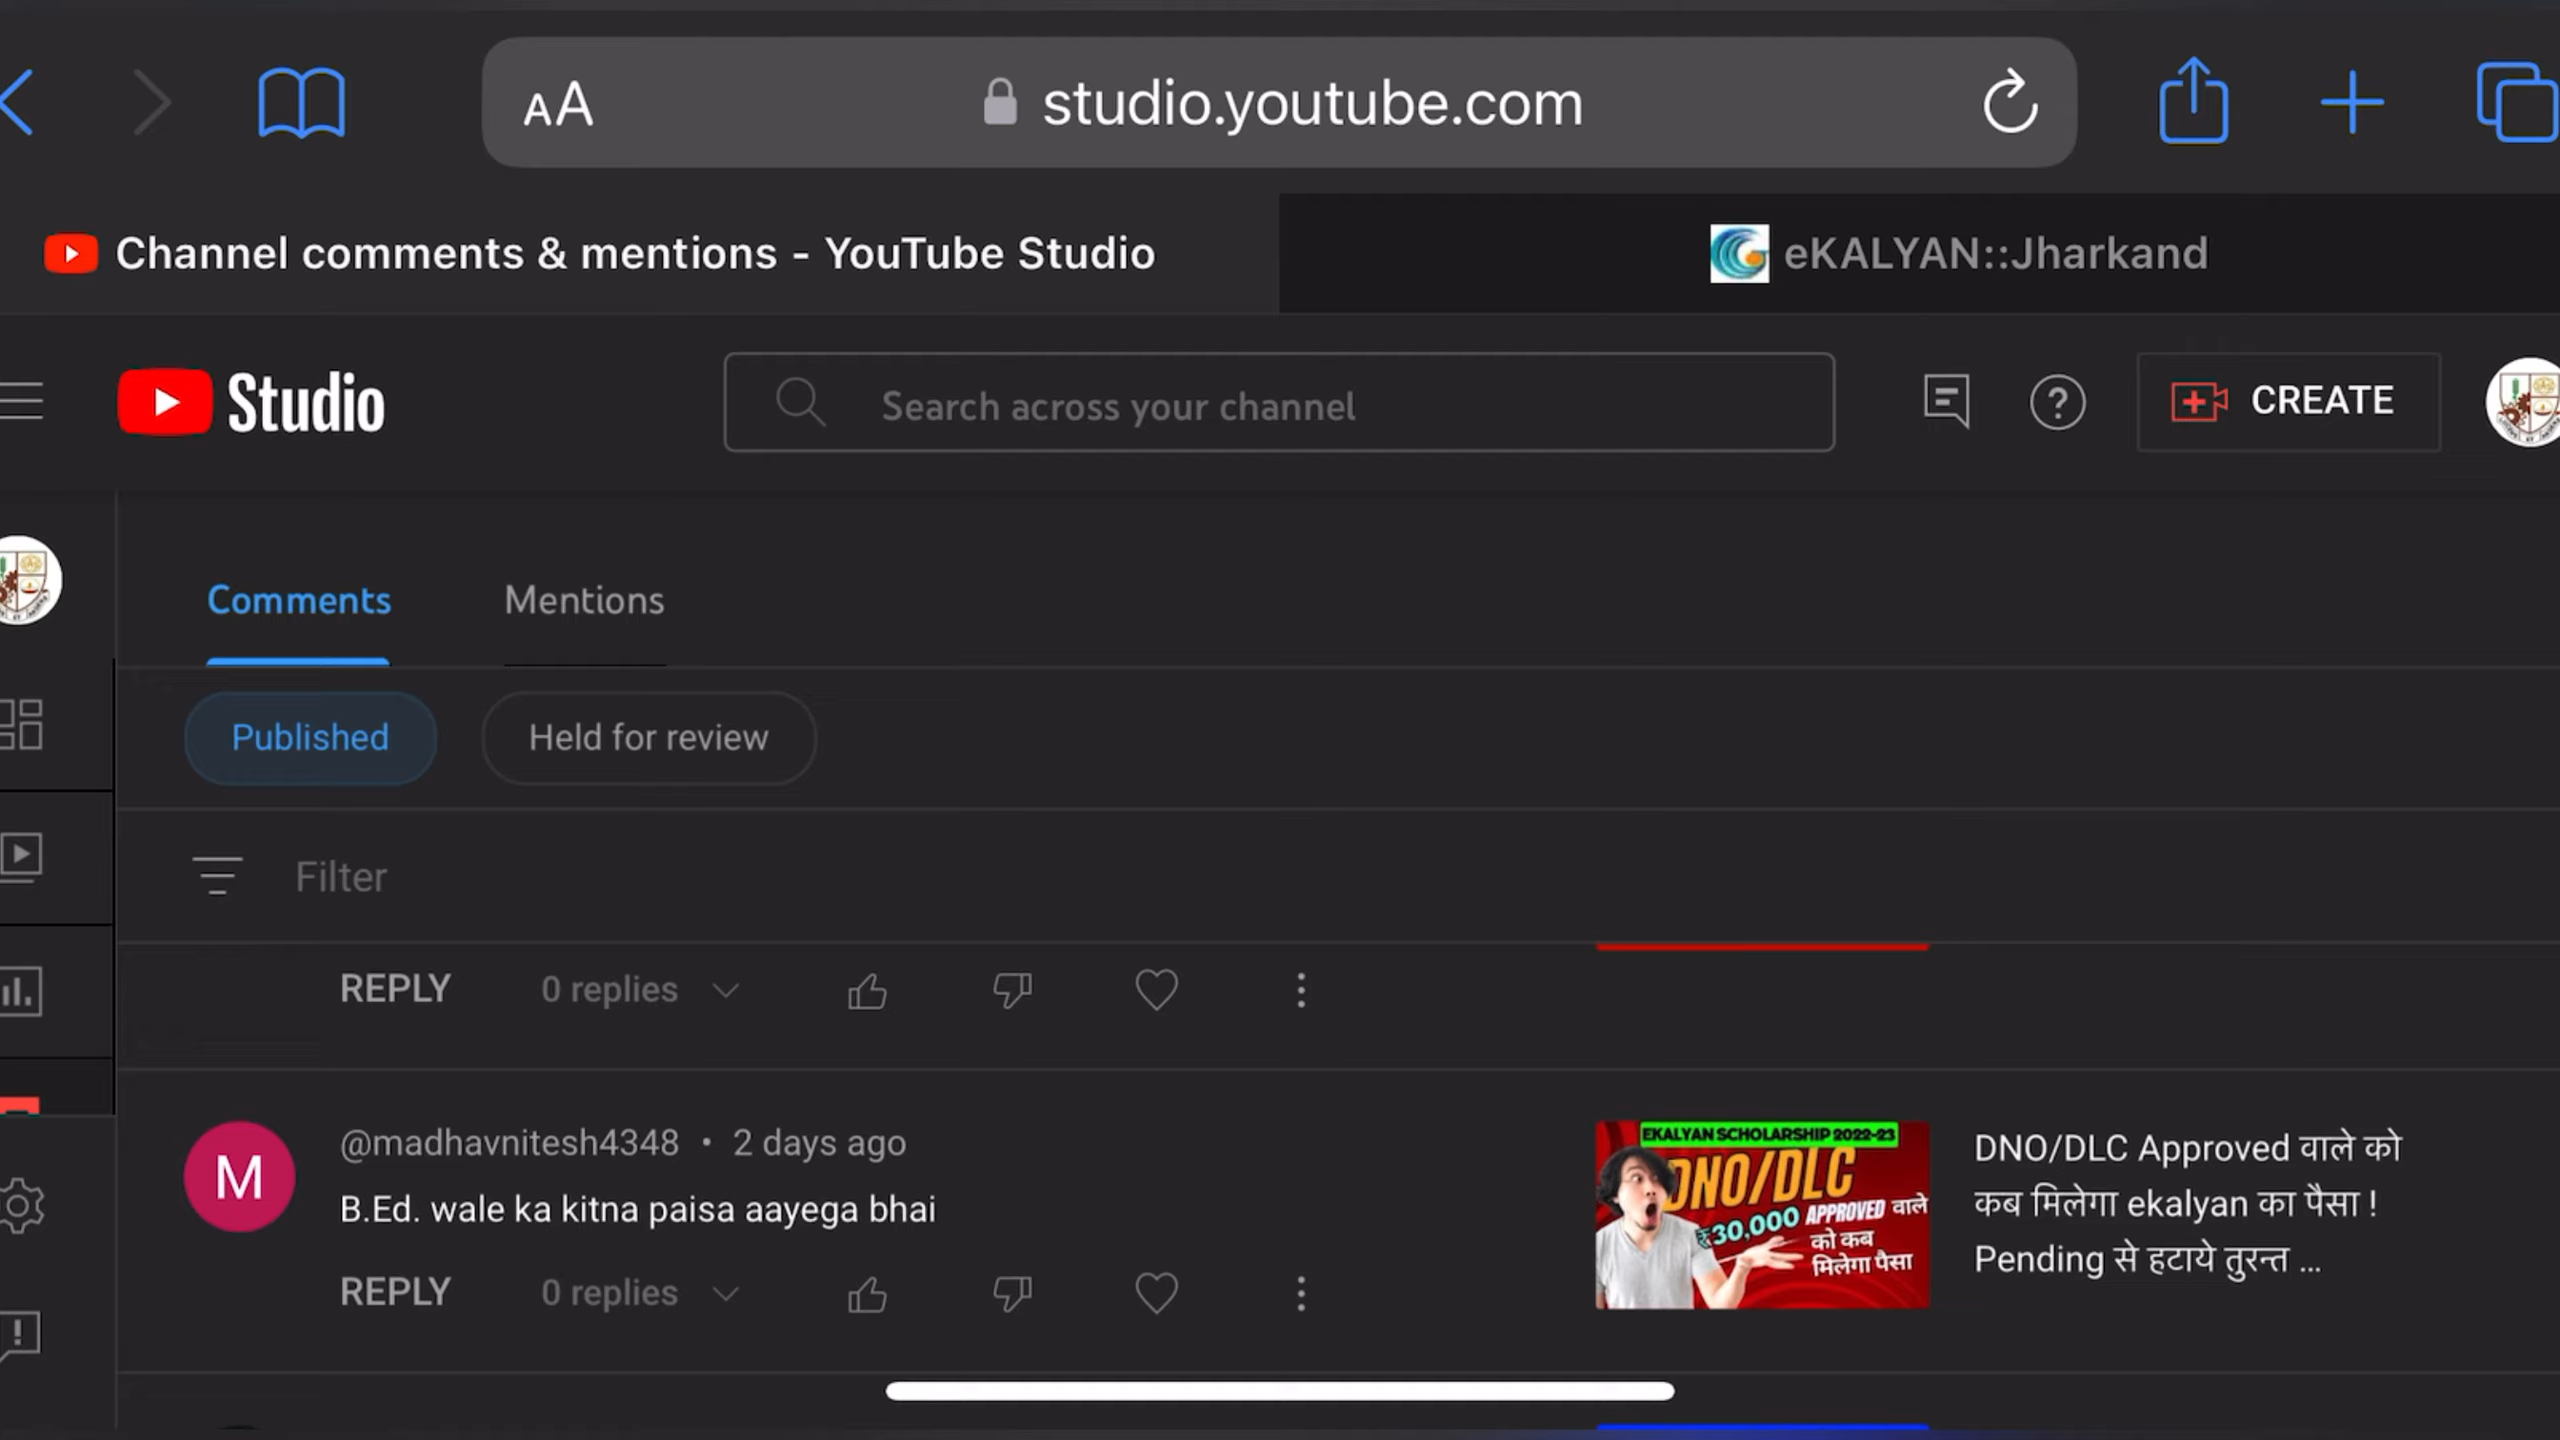 AA studio.youtube.com
Channel comments & mentions - YouTube Studio
eKALYAN::Jharkand
Studio
Search across your channel
CREATE
Comments Mentions
Published Held for review
Filter
REPLY 0 replies
@madhavnitesh4348 • 2 days ago
B.Ed. wale ka kitna paisa aayega bhai
REPLY 0 replies
EKALYAN SCHOLARSHIP 2022-23
DNO/DLC
₹30,000 APPROVED वाले
को कब
मिलेगा पैसा
DNO/DLC Approved वाले को
कब मिलेगा ekalyan का पैसा !
Pending से हटाये तुरन्त ...